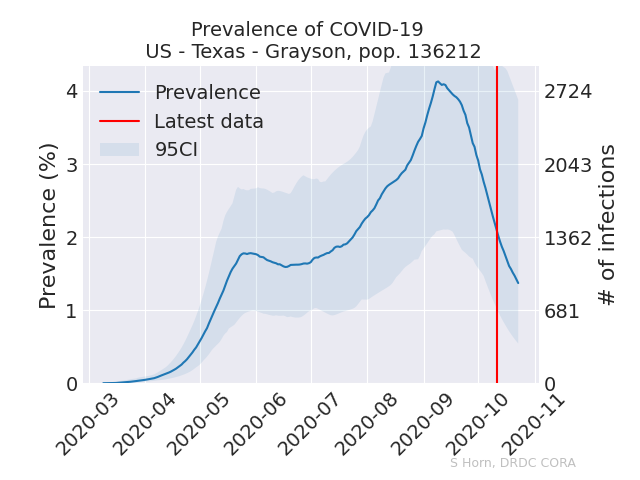 Prevalence of COVID-19
US - Texas - Grayson, pop. 136212
Prevalence
Latest data
95CI
Prevalence (%)
4
3
2
1
0
2724
2043
1362
681
0
# of infections
2020-03
2020-04
2020-05
2020-06
2020-07
2020-08
2020-09
2020-10
2020-11
S Horn, DRDC CORA